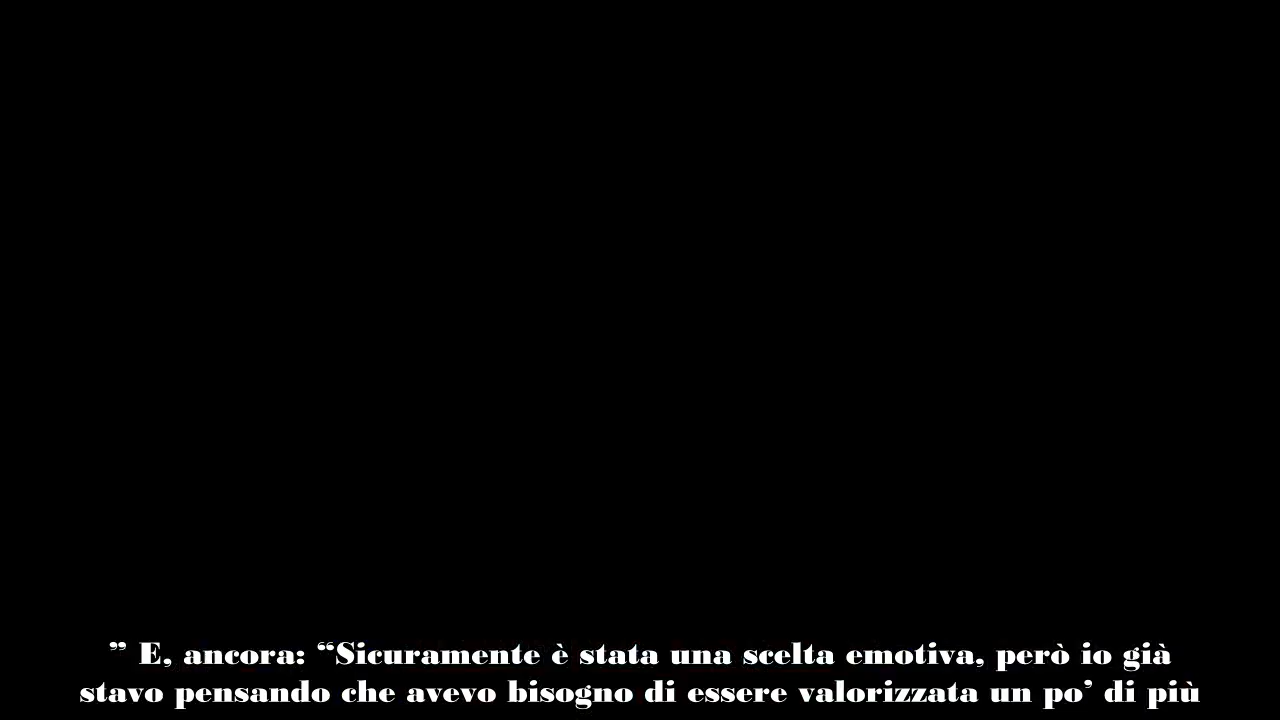 ” E, ancora: “Sicuramente è stata una scelta emotiva, però io già
stavo pensando che avevo bisogno di essere valorizzata un po’ di più